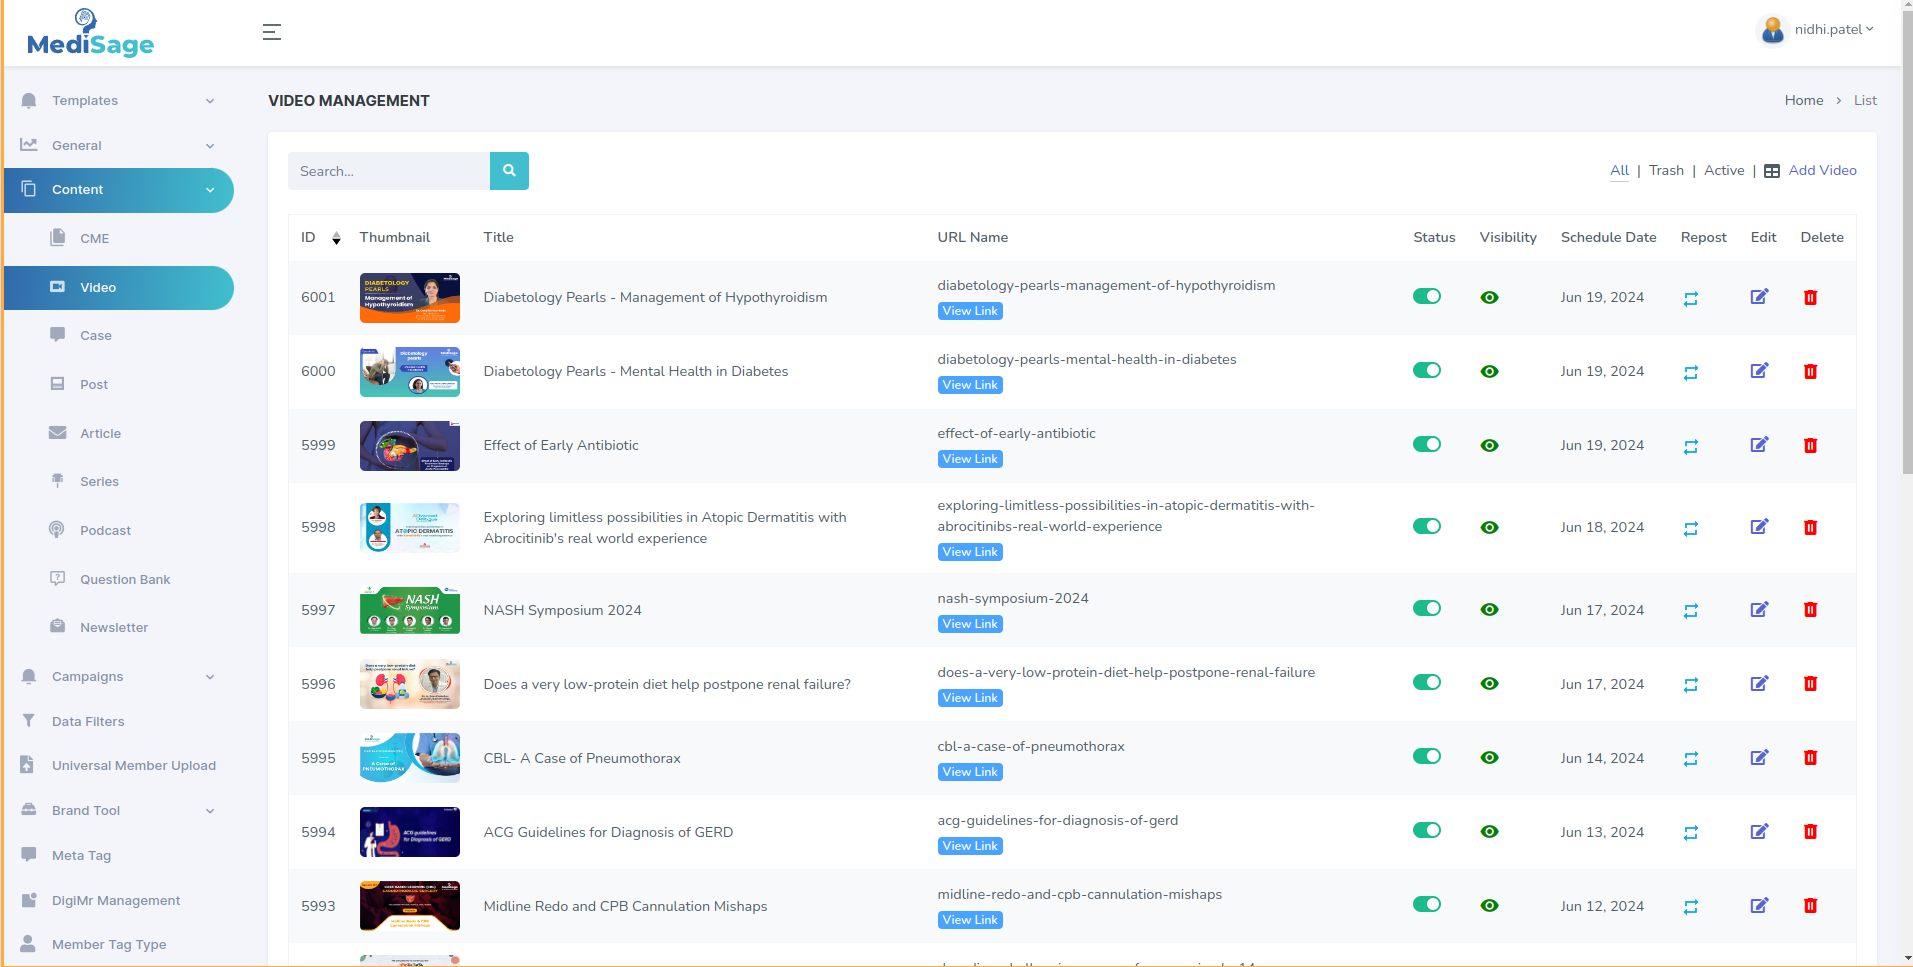 MediSage
nidhi.patel
Templates
General
Content
CME
Video
Case
Post
Article
Series
Podcast
Question Bank
Newsletter
Campaigns
Data Filters
Universal Member Upload
Brand Tool
Meta Tag
DigiMr Management
Member Tag Type
VIDEO MANAGEMENT
Home > List
Search...
All | Trash | Active | Add Video
ID Thumbnail Title URL Name Status Visibility Schedule Date Repost Edit Delete
6001 Diabetology Pearls - Management of Hypothyroidism diabetology-pearls-management-of-hypothyroidism Jun 19, 2024
DIABETOLOGY
PEARLS
Management of
Hypothyroidism
View Link
6000 Diabetology Pearls - Mental Health in Diabetes diabetology-pearls-mental-health-in-diabetes Jun 19, 2024
Diabetology
pearls
View Link
5999 Effect of Early Antibiotic effect-of-early-antibiotic Jun 19, 2024
View Link
5998 Exploring limitless possibilities in Atopic Dermatitis with exploring-limitless-possibilities-in-atopic-dermatitis-with- Jun 18, 2024
Abrocitinib's real world experience abrocitinibs-real-world-experience
ATOPIC DERMATITIS
View Link
5997 NASH Symposium 2024 nash-symposium-2024 Jun 17, 2024
NASH
Symposium
View Link
5996 Does a very low-protein diet help postpone renal failure? does-a-very-low-protein-diet-help-postpone-renal-failure Jun 17, 2024
Does a very low-protein diet
help postpone renal failure?
View Link
5995 CBL- A Case of Pneumothorax cbl-a-case-of-pneumothorax Jun 14, 2024
A Case of
PNEUMOTHORAX
View Link
5994 ACG Guidelines for Diagnosis of GERD acg-guidelines-for-diagnosis-of-gerd Jun 13, 2024
ACG guidelines
for Diagnosis of GERD
View Link
5993 Midline Redo and CPB Cannulation Mishaps midline-redo-and-cpb-cannulation-mishaps Jun 12, 2024
Midline Redo & CPB
Cannulation Mishaps
View Link